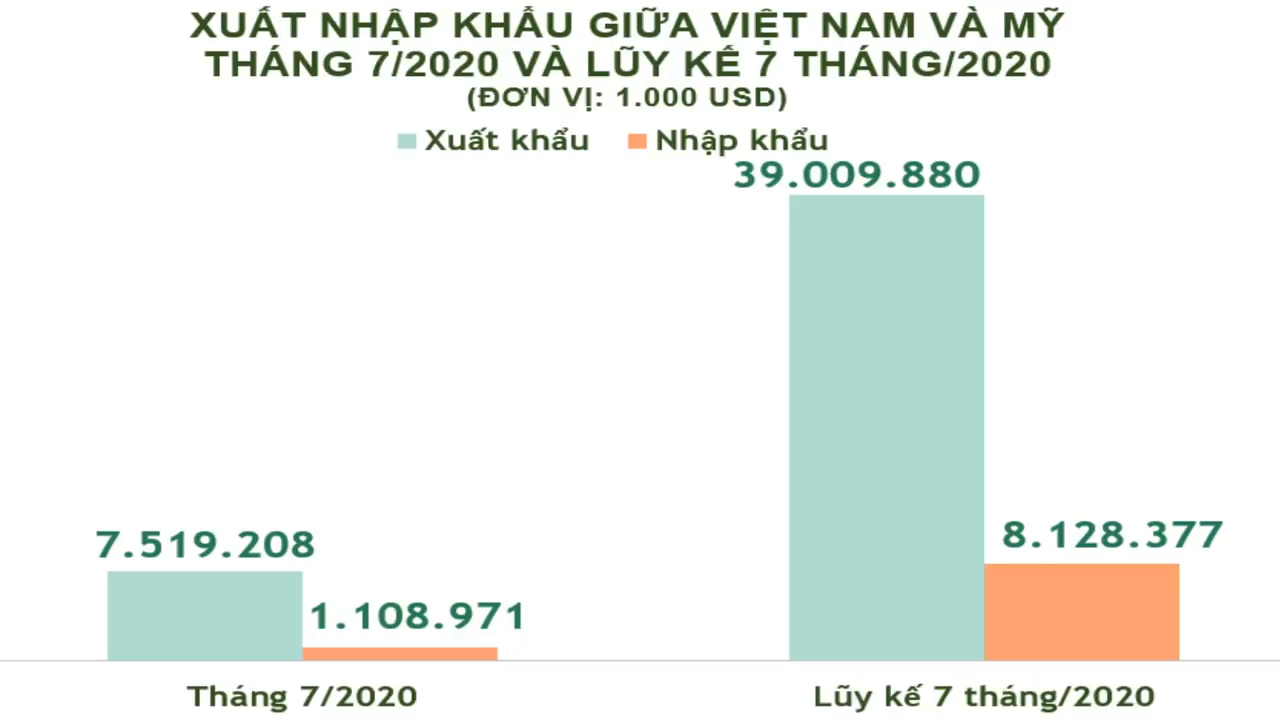 XUẤT NHẬP KHẨU GIỮA VIỆT NAM VÀ MỸ
THÁNG 7/2020 VÀ LŨY KẾ 7 THÁNG/2020
(ĐƠN VỊ: 1.000 USD)
Xuất khẩu Nhập khẩu
39.009.880
7.519.208
1.108.971
8.128.377
Tháng 7/2020
Lũy kế 7 tháng/2020